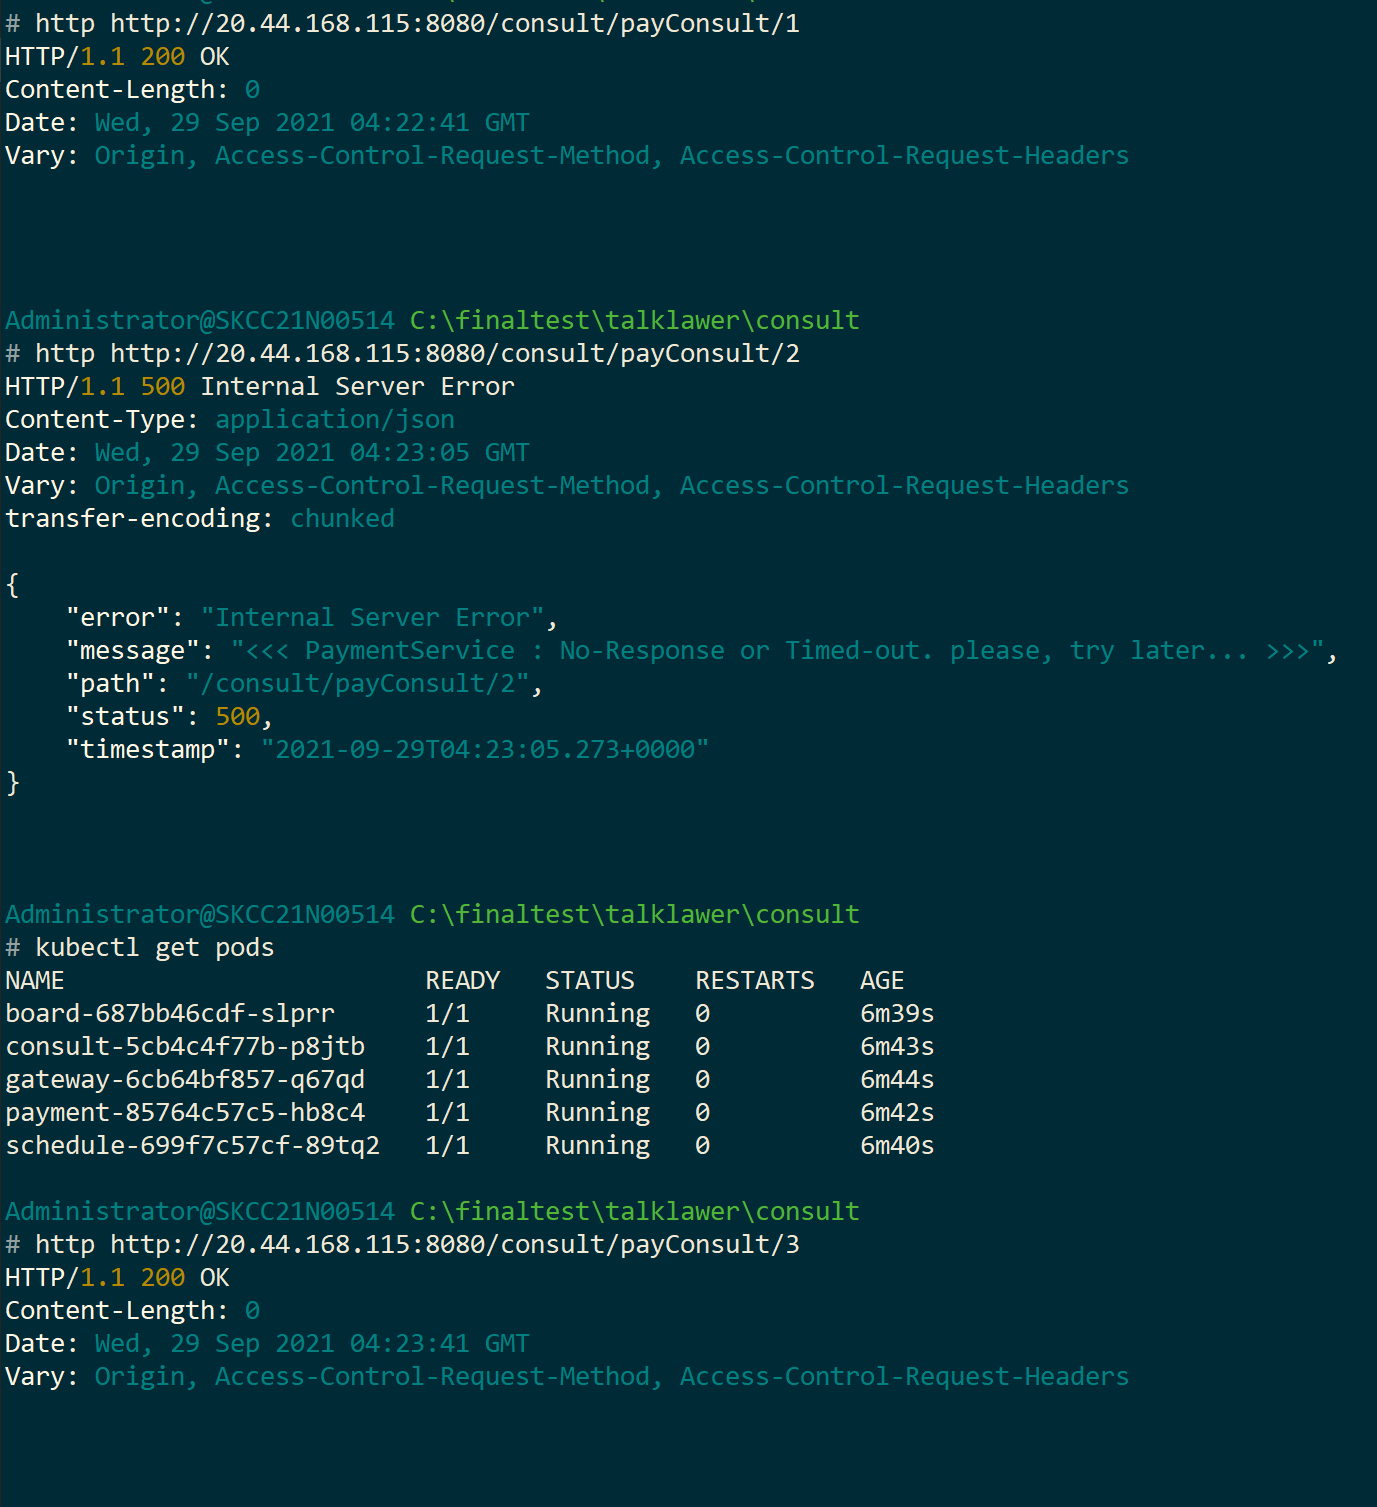 # http http://20.44.168.115:8080/consult/payConsult/1
HTTP/1.1 200 OK
Content-Length: 0
Date: Wed, 29 Sep 2021 04:22:41 GMT
Vary: Origin, Access-Control-Request-Method, Access-Control-Request-Headers
Administrator@SKCC21N00514 C:\finaltest\talklawer\consult
# http http://20.44.168.115:8080/consult/payConsult/2
HTTP/1.1 500 Internal Server Error
Content-Type: application/json
Date: Wed, 29 Sep 2021 04:23:05 GMT
Vary: Origin, Access-Control-Request-Method, Access-Control-Request-Headers
transfer-encoding: chunked
{
    "error": "Internal Server Error",
    "message": "<<< PaymentService : No-Response or Timed-out. please, try later... >>>",
    "path": "/consult/payConsult/2",
    "status": 500,
    "timestamp": "2021-09-29T04:23:05.273+0000"
}
Administrator@SKCC21N00514 C:\finaltest\talklawer\consult
# kubectl get pods
NAME                        READY   STATUS    RESTARTS   AGE
board-687bb46cdf-slprr      1/1     Running   0          6m39s
consult-5cb4c4f77b-p8jtb    1/1     Running   0          6m43s
gateway-6cb64bf857-q67qd    1/1     Running   0          6m44s
payment-85764c57c5-hb8c4    1/1     Running   0          6m42s
schedule-699f7c57cf-89tq2   1/1     Running   0          6m40s
Administrator@SKCC21N00514 C:\finaltest\talklawer\consult
# http http://20.44.168.115:8080/consult/payConsult/3
HTTP/1.1 200 OK
Content-Length: 0
Date: Wed, 29 Sep 2021 04:23:41 GMT
Vary: Origin, Access-Control-Request-Method, Access-Control-Request-Headers